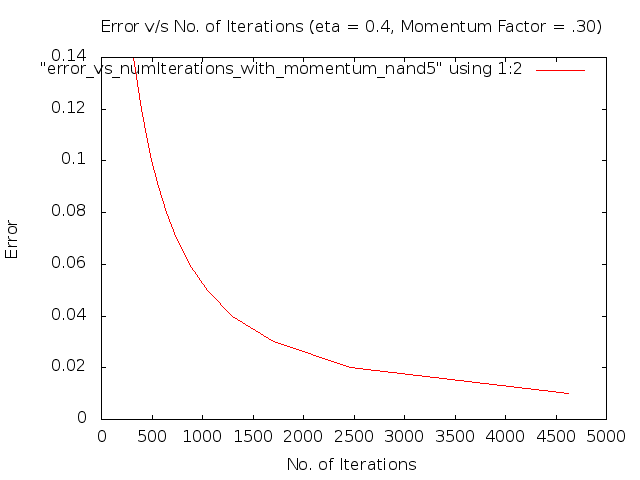 Error v/s No. of Iterations (eta = 0.4, Momentum Factor = .30)
"error_vs_numIterations_with_momentum_nand5" using 1:2
0.14
0.12
0.1
0.08
0.06
0.04
0.02
0
Error
0 500 1000 1500 2000 2500 3000 3500 4000 4500 5000
No. of Iterations